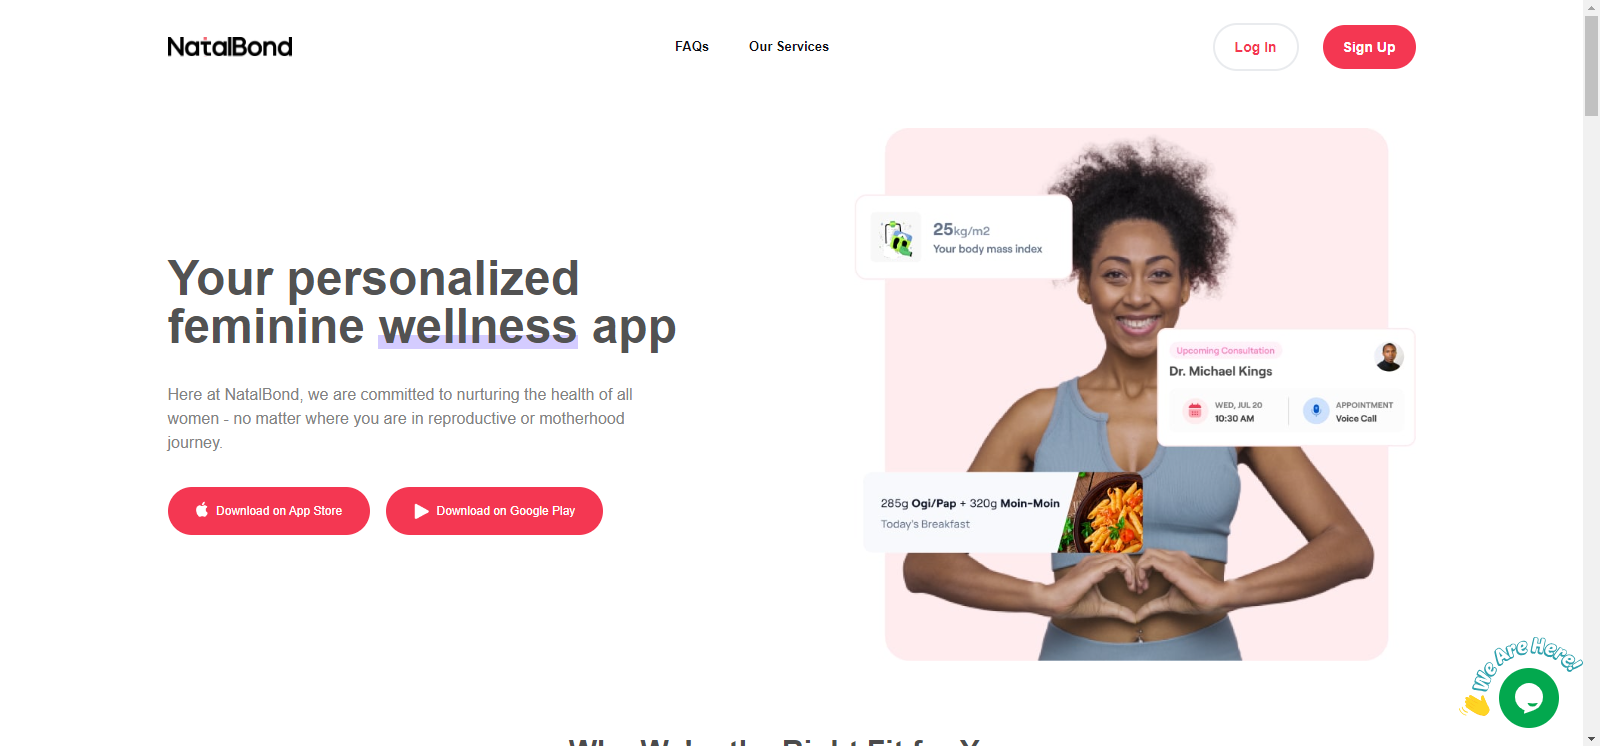 NatalBond
FAQs
Our Services
Log In
Sign Up
Your personalized
feminine wellness app
Here at NatalBond, we are committed to nurturing the health of all
women - no matter where you are in reproductive or motherhood
journey.
Download on App Store
Download on Google Play
25kg/m2
Your body mass index
Upcoming Consultation
Dr. Michael Kings
WED, JUL 20
10:30 AM
APPOINTMENT
Voice Call
285g Ogi/Pap + 320g Moin-Moin
Today's Breakfast
We Are Here!